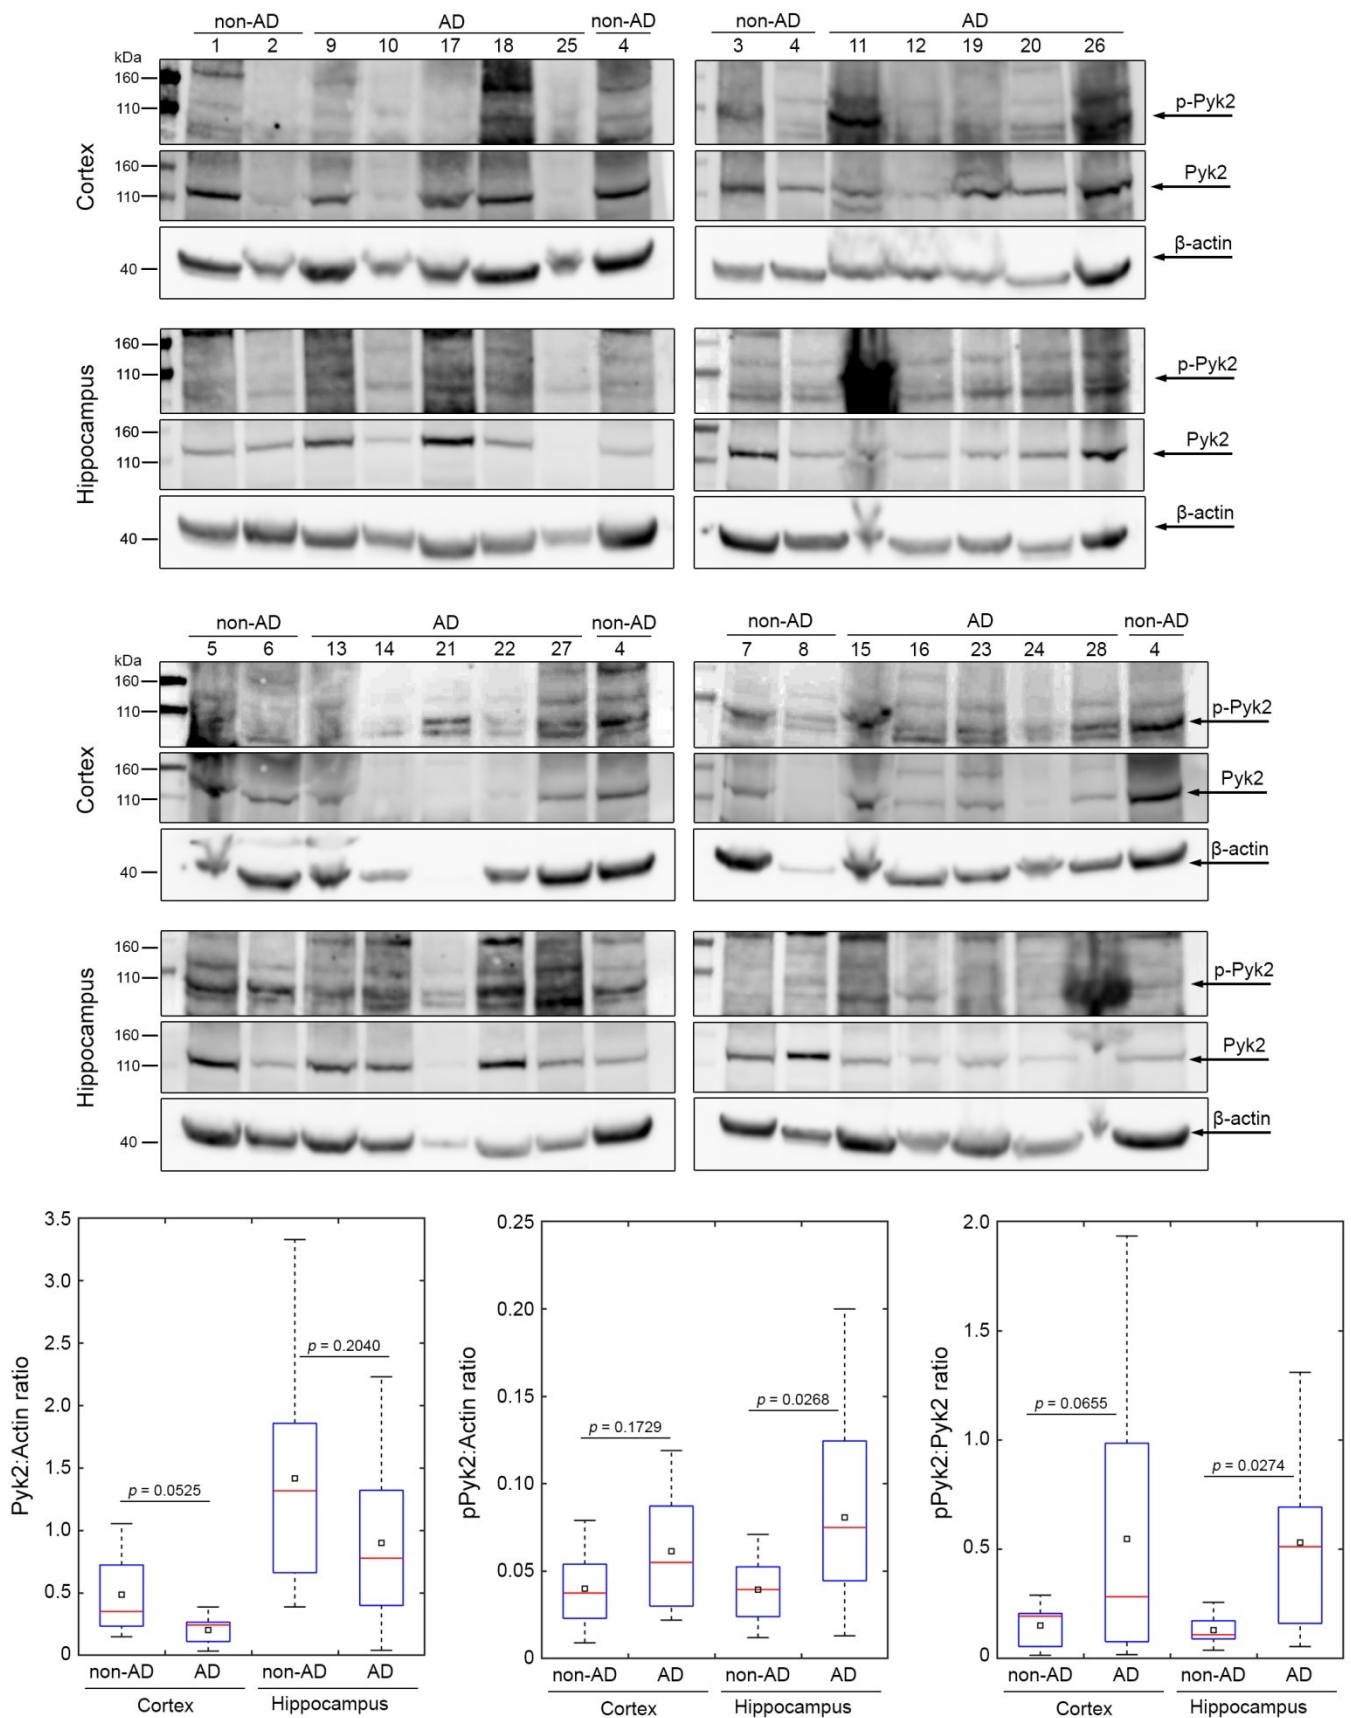 non-AD AD non-AD
1 2 9 10 17 18 25 4
non-AD AD
3 4 11 12 19 20 26
kDa
Cortex
160
110
p-Pyk2
160
110
Pyk2
40
β-actin
Hippocampus
160
110
p-Pyk2
160
110
Pyk2
40
β-actin
non-AD AD non-AD
5 6 13 14 21 22 27 4
non-AD AD non-AD
7 8 15 16 23 24 28 4
kDa
Cortex
160
110
p-Pyk2
160
110
Pyk2
40
β-actin
Hippocampus
160
110
p-Pyk2
160
110
Pyk2
40
β-actin
Pyk2:Actin ratio
3.5
3.0
2.5
2.0
1.5
1.0
0.5
0
p = 0.0525
p = 0.2040
non-AD AD non-AD AD
Cortex Hippocampus
pPyk2:Actin ratio
0.25
0.20
0.15
0.10
0.05
0
p = 0.1729
p = 0.0268
non-AD AD non-AD AD
Cortex Hippocampus
pPyk2:Pyk2 ratio
2.0
1.5
1.0
0.5
0
p = 0.0655
p = 0.0274
non-AD AD non-AD AD
Cortex Hippocampus